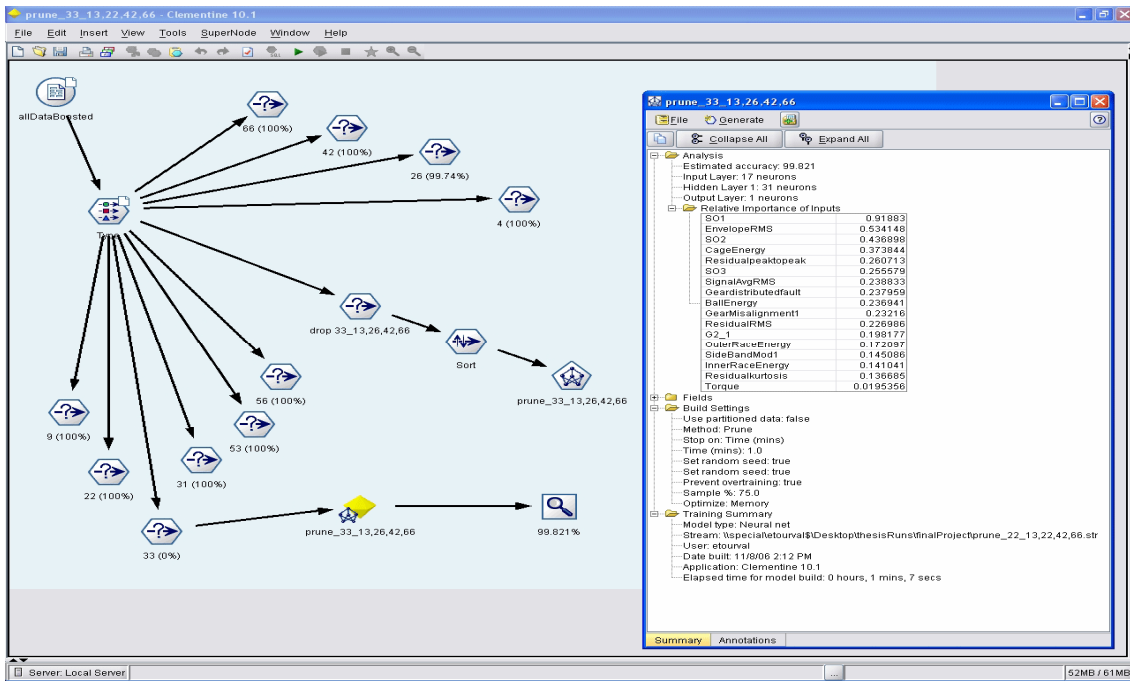 prune_33_13,22,42,66 - Clementine 10.1
File Edit Insert View Tools SuperNode Window Help
allDataBoosted
66 (100%)
42 (100%)
26 (99.74%)
4 (100%)
Type
drop 33_13,26,42,66
Sort
prune_33_13,26,42,66
56 (100%)
9 (100%)
53 (100%)
31 (100%)
22 (100%)
33 (0%)
prune_33_13,26,42,66
99.821%
prune_33_13,26,42,66
File Generate
Collapse All Expand All
Analysis
Estimated accuracy: 99.821
Input Layer: 17 neurons
Hidden Layer 1: 31 neurons
Output Layer: 1 neurons
Relative Importance of Inputs
SO1 0.91883
EnvelopeRMS 0.534148
SO2 0.436898
CageEnergy 0.373844
Residualpeaktopeak 0.260713
SO3 0.255579
SignalAvgRMS 0.238833
Geardistributedfault 0.237959
BallEnergy 0.236941
GearMisalignment1 0.23216
ResidualRMS 0.226986
G2_1 0.198177
OuterRaceEnergy 0.172097
SideBandMod1 0.145086
InnerRaceEnergy 0.141041
Residualkurtosis 0.136685
Torque 0.0195356
Fields
Build Settings
Use partitioned data: false
Method: Prune
Stop on: Time (mins)
Time (mins): 1.0
Set random seed: true
Set random seed: true
Prevent overtraining: true
Sample %: 75.0
Optimize: Memory
Training Summary
Model type: Neural net
Stream: \\special\etourval$\Desktop\thesisRuns\finalProject\prune_22_13,22,42,66.str
User: etourval
Date built: 11/8/06 2:12 PM
Application: Clementine 10.1
Elapsed time for model build: 0 hours, 1 mins, 7 secs
Summary Annotations
Server: Local Server ... 52MB / 61MB